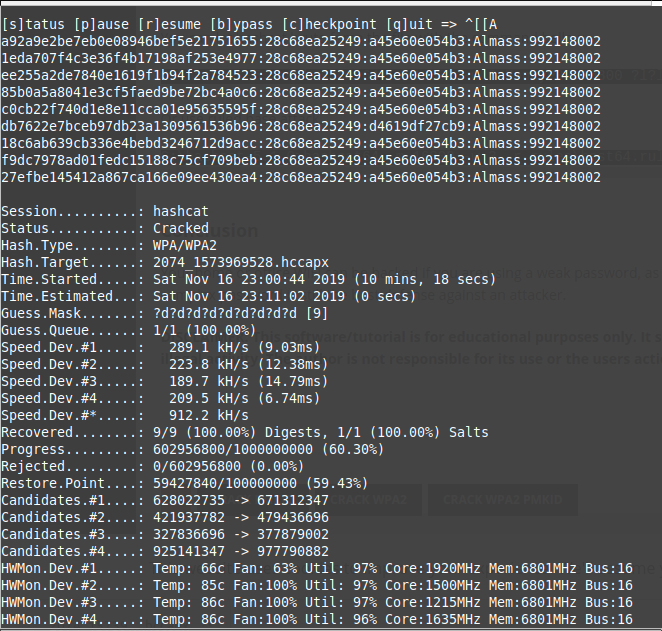 [s]tatus [p]ause [r]esume [b]ypass [c]heckpoint [q]uit => ^[[A
a92a9e2be7eb0e08946bef5e21751655:28c68ea25249:a45e60e054b3:Almass:992148002
1eda707f4c3e36f4b17198af253e4977:28c68ea25249:a45e60e054b3:Almass:992148002
ee255a2de7840e1619f1b94f2a784523:28c68ea25249:a45e60e054b3:Almass:992148002
85b0a5a8041e3cf5faed9be72bc4a0c6:28c68ea25249:a45e60e054b3:Almass:992148002
c0cb22f740d1e8e11cca01e95635595f:28c68ea25249:a45e60e054b3:Almass:992148002
db7622e7bceb97db23a1309561536b96:28c68ea25249:d4619df27cb9:Almass:992148002
18c6ab639cb336e4bebd3246712d9acc:28c68ea25249:a45e60e054b3:Almass:992148002
f9dc7978ad01fedc15188c75cf709beb:28c68ea25249:a45e60e054b3:Almass:992148002
27efbe145412a867ca166e09ee430ea4:28c68ea25249:a45e60e054b3:Almass:992148002
Session..........: hashcat
Status...........: Cracked
Hash.Type........: WPA/WPA2
Hash.Target......: 2074_1573969528.hccapx
Time.Started.....: Sat Nov 16 23:00:44 2019 (10 mins, 18 secs)
Time.Estimated...: Sat Nov 16 23:11:02 2019 (0 secs)
Guess.Mask.......: ?d?d?d?d?d?d?d?d?d [9]
Guess.Queue......: 1/1 (100.00%)
Speed.Dev.#1.....:   289.1 kH/s (9.03ms)
Speed.Dev.#2.....:   223.8 kH/s (12.38ms)
Speed.Dev.#3.....:   189.7 kH/s (14.79ms)
Speed.Dev.#4.....:   209.5 kH/s (6.74ms)
Speed.Dev.#*.....:   912.2 kH/s
Recovered........: 9/9 (100.00%) Digests, 1/1 (100.00%) Salts
Progress.........: 602956800/1000000000 (60.30%)
Rejected.........: 0/602956800 (0.00%)
Restore.Point....: 59427840/100000000 (59.43%)
Candidates.#1....: 628022735 -> 671312347
Candidates.#2....: 421937782 -> 479436696
Candidates.#3....: 327836696 -> 377879002
Candidates.#4....: 925141347 -> 977790882
HWMon.Dev.#1.....: Temp: 66c Fan: 63% Util: 97% Core:1920MHz Mem:6801MHz Bus:16
HWMon.Dev.#2.....: Temp: 85c Fan:100% Util: 97% Core:1500MHz Mem:6801MHz Bus:16
HWMon.Dev.#3.....: Temp: 86c Fan:100% Util: 97% Core:1215MHz Mem:6801MHz Bus:16
HWMon.Dev.#4.....: Temp: 86c Fan:100% Util: 96% Core:1635MHz Mem:6801MHz Bus:16